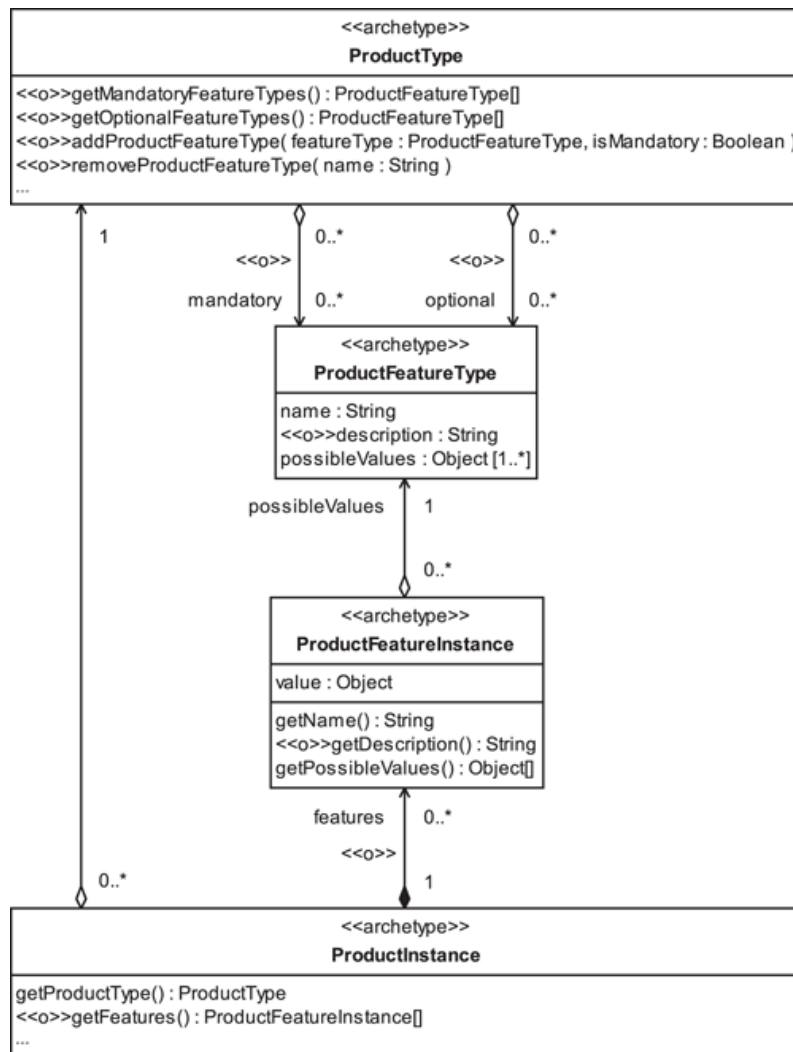 <<archetype>>
ProductType
<<o>>getMandatoryFeatureTypes() : ProductFeatureType[]
<<o>>getOptionalFeatureTypes() : ProductFeatureType[]
<<o>>addProductFeatureType( featureType : ProductFeatureType, isMandatory : Boolean )
<<o>>removeProductFeatureType( name : String )
...
1 0..* 0..*
<<o>> <<o>>
mandatory 0..* optional 0..*
<<archetype>>
ProductFeatureType
name : String
<<o>>description : String
possibleValues : Object [1..*]
possibleValues 1
0..*
<<archetype>>
ProductFeatureInstance
value : Object
getName() : String
<<o>>getDescription() : String
getPossibleValues() : Object[]
features 0..*
<<o>>
0..* 1
<<archetype>>
ProductInstance
getProductType() : ProductType
<<o>>getFeatures() : ProductFeatureInstance[]
...